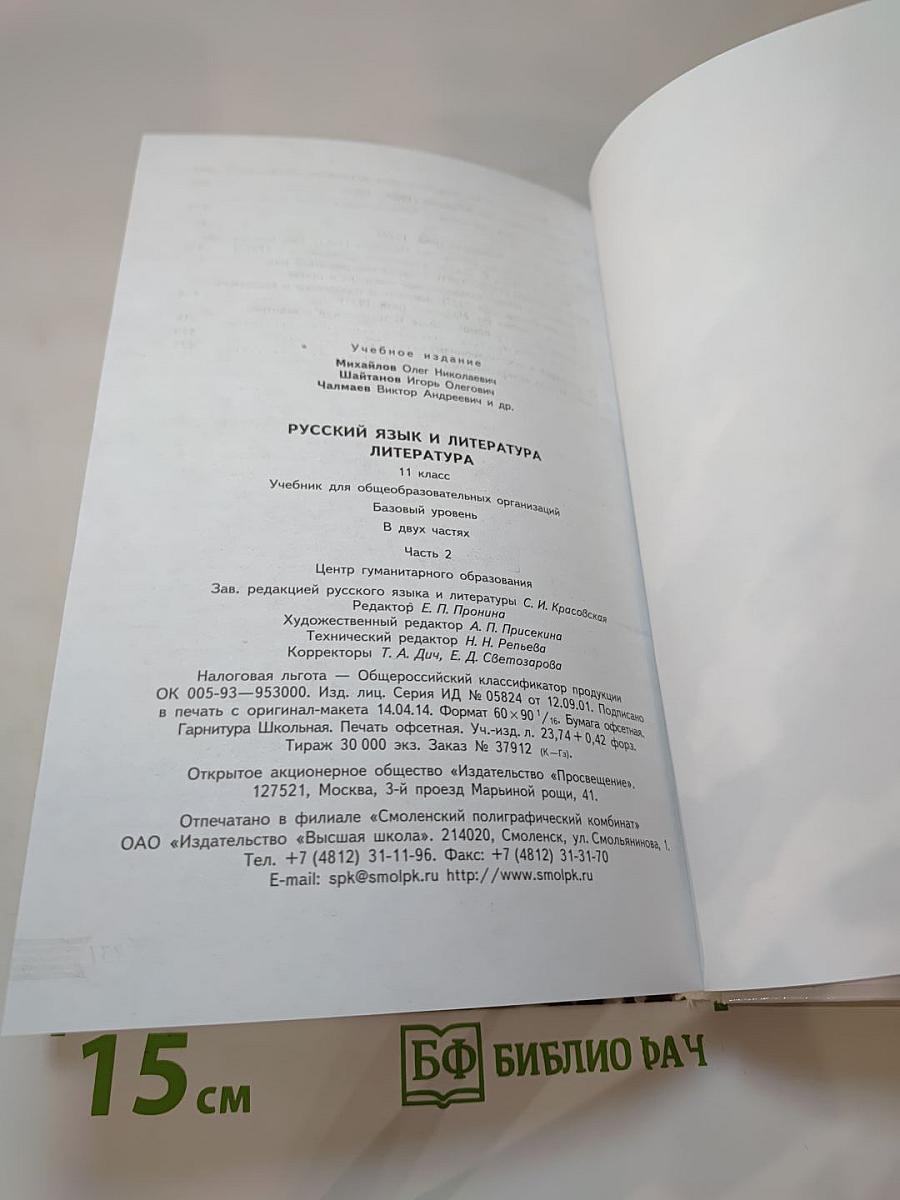 Учебное издание
Михайлов Олег Николаевич
Шайтанов Игорь Олегович
Чалмаев Виктор Андреевич и др.
РУССКИЙ ЯЗЫК И ЛИТЕРАТУРА
ЛИТЕРАТУРА
11 класс
Учебник для общеобразовательных организаций
Базовый уровень
В двух частях
Часть 2
Центр гуманитарного образования
Зав. редакцией русского языка и литературы С. И. Красовская
Редактор Е. П. Пронина
Художественный редактор А. П. Присекина
Технический редактор Н. Н. Репьева
Корректоры Т. А. Дич, Е. Д. Светозарова
Налоговая льгота — Общероссийский классификатор продукции
ОК 005-93—953000. Изд. лиц. Серия ИД № 05824 от 12.09.01. Подписано
в печать с оригинал-макета 14.04.14. Формат 60×90 1/16. Бумага офсетная.
Гарнитура Школьная. Печать офсетная. Уч.-изд. л. 23,74 + 0,42 форз.
Тираж 30 000 экз. Заказ № 37912 (К—Гз).
Открытое акционерное общество «Издательство «Просвещение».
127521, Москва, 3-й проезд Марьиной рощи, 41.
Отпечатано в филиале «Смоленский полиграфический комбинат»
ОАО «Издательство «Высшая школа». 214020, Смоленск, ул. Смольянинова, 1.
Тел. +7 (4812) 31-11-96. Факс: +7 (4812) 31-31-70
E-mail: spk@smolpk.ru http://www.smolpk.ru
15 см
БФ БИБЛИО